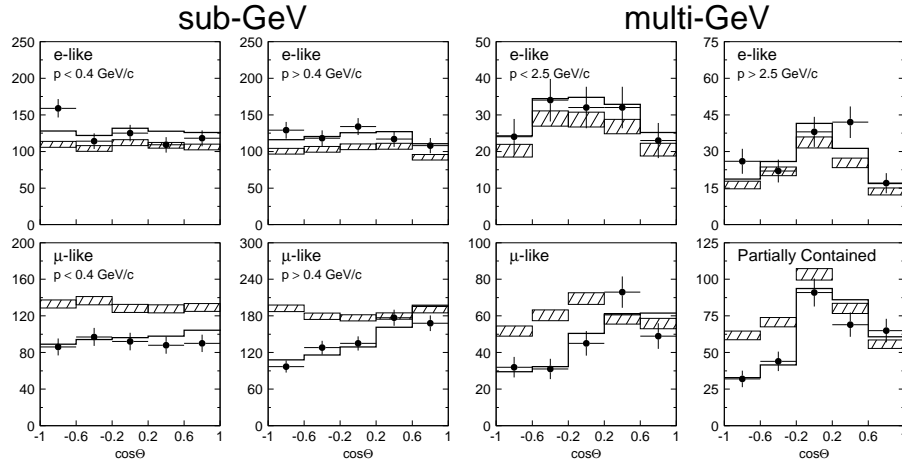 sub-GeV multi-GeV
250
200
150
100
50
0
e-like
p < 0.4 GeV/c
250
200
150
100
50
0
e-like
p > 0.4 GeV/c
50
40
30
20
10
0
e-like
p < 2.5 GeV/c
75
60
45
30
15
0
e-like
p > 2.5 GeV/c
200
160
120
80
40
0
μ-like
p < 0.4 GeV/c
-1 -0.6 -0.2 0.2 0.6 1
cosΘ
300
240
180
120
60
0
μ-like
p > 0.4 GeV/c
-1 -0.6 -0.2 0.2 0.6 1
cosΘ
100
80
60
40
20
0
μ-like
-1 -0.6 -0.2 0.2 0.6 1
cosΘ
125
100
75
50
25
0
Partially Contained
-1 -0.6 -0.2 0.2 0.6 1
cosΘ